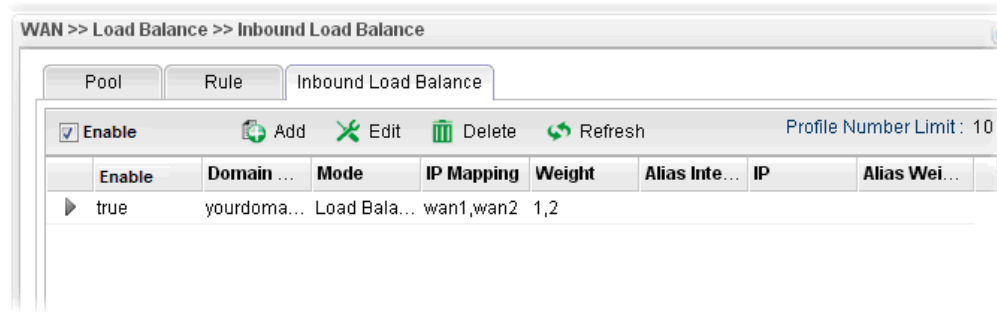 WAN >> Load Balance >> Inbound Load Balance
Pool Rule Inbound Load Balance
Enable Add Edit Delete Refresh Profile Number Limit : 10
Enable Domain ... Mode IP Mapping Weight Alias Inte... IP Alias Wei...
true yourdoma... Load Bala... wan1,wan2 1,2